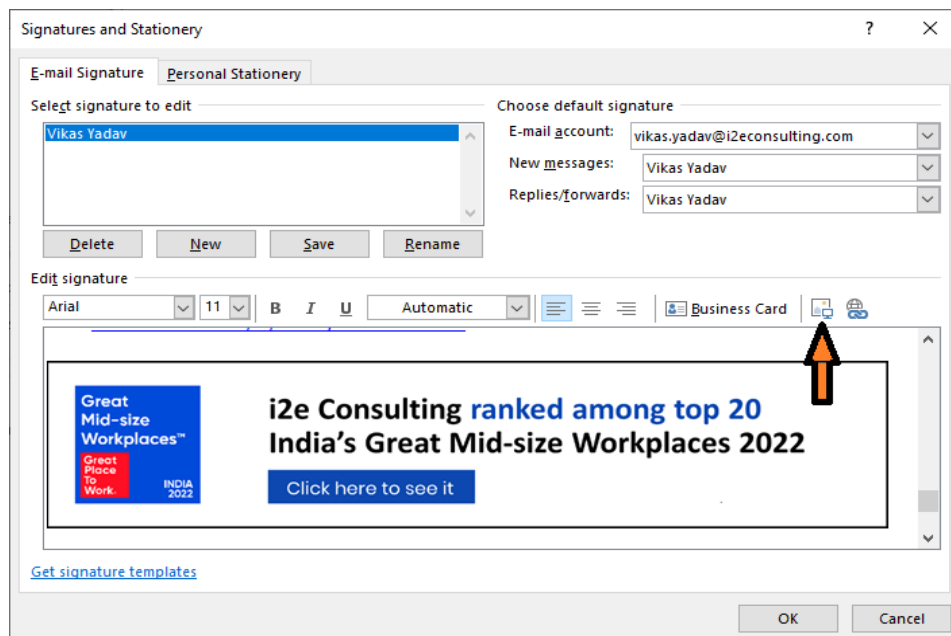 Signatures and Stationery
E-mail Signature
Personal Stationery
Select signature to edit
Vikas Yadav
Delete
New
Save
Rename
Choose default signature
E-mail account:
vikas.yadav@i2econsulting.com
New messages:
Vikas Yadav
Replies/forwards:
Vikas Yadav
Edit signature
Arial
11
B
I
U
Automatic
Business Card
Great
Mid-size
Workplaces™
Great
Place
To
Work.
INDIA
2022
i2e Consulting ranked among top 20
India’s Great Mid-size Workplaces 2022
Click here to see it
Get signature templates
OK
Cancel